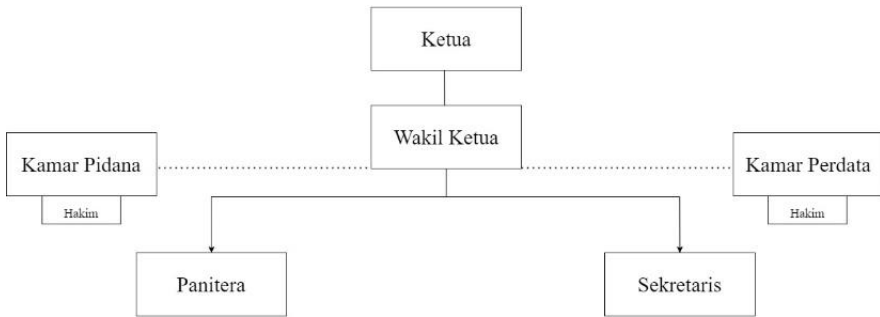 Ketua
Wakil Ketua
Kamar Pidana
Kamar Perdata
Hakim
Hakim
Panitera
Sekretaris